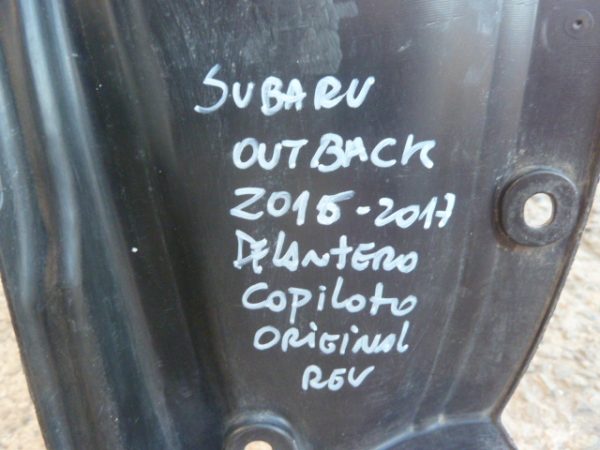 SUBARU
OUTBACK
2015-2017
DELANTERO
COPILOTO
ORIGINAL
REV